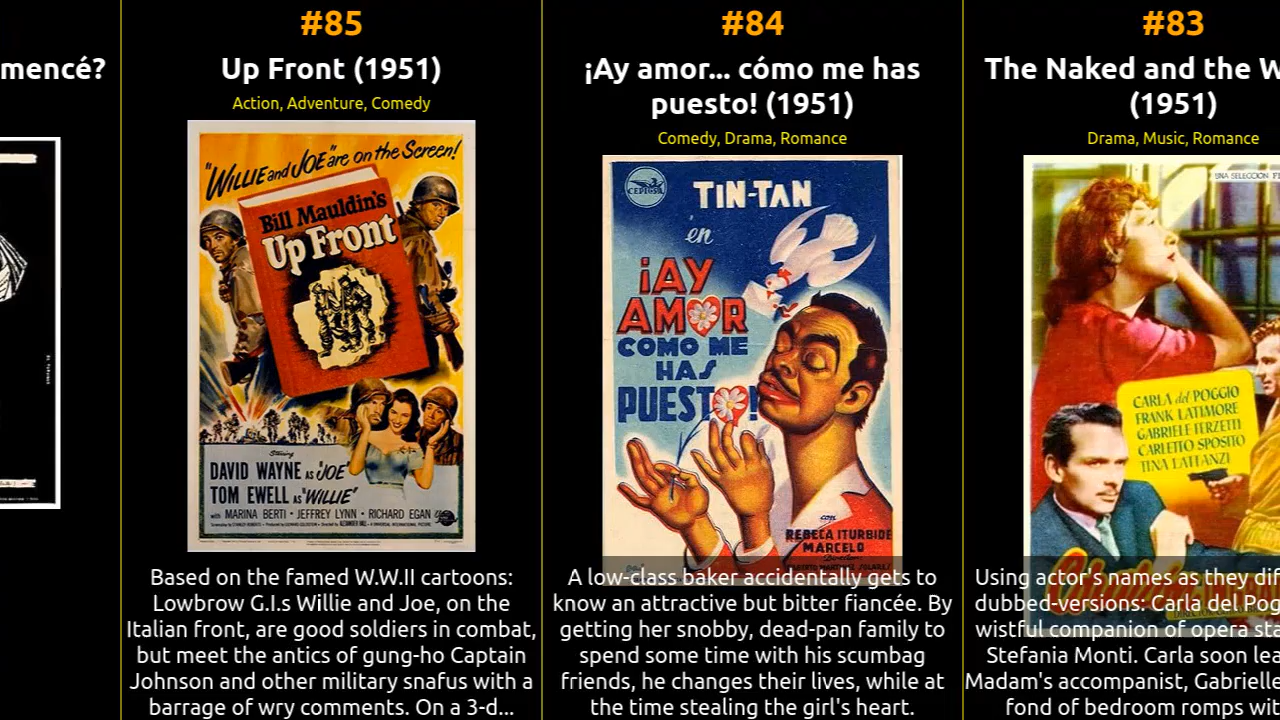 mencé?
#85
Up Front (1951)
Action, Adventure, Comedy
"WILLIE and JOE" are on the Screen!
Bill Mauldin's
Up Front
Starring
DAVID WAYNE AS "JOE"
TOM EWELL AS "WILLIE"
with MARINA BERTI • JEFFREY LYNN • RICHARD EGAN
Based on the famed W.W.II cartoons:
Lowbrow G.I.s Willie and Joe, on the
Italian front, are good soldiers in combat,
but meet the antics of gung-ho Captain
Johnson and other military snafus with a
barrage of wry comments. On a 3-d...
#84
¡Ay amor... cómo me has
puesto! (1951)
Comedy, Drama, Romance
TIN-TAN
en
¡AY
AMOR
COMO ME
HAS
PUESTO!
con
REBECA ITURBIDE
MARCELO
A low-class baker accidentally gets to
know an attractive but bitter fiancée. By
getting her snobby, dead-pan family to
spend some time with his scumbag
friends, he changes their lives, while at
the time stealing the girl's heart.
#83
The Naked and the W
(1951)
Drama, Music, Romance
UNA SELECCION
CARLA del POGGIO
FRANK LATIMORE
GABRIELE FERZETTI
CARLETTO SPOSITO
TINA LATTANZI
Using actor's names as they dif
dubbed-versions: Carla del Pog
wistful companion of opera sta
Stefania Monti. Carla soon lea
Madam's accompanist, Gabrielle
fond of bedroom romps wit